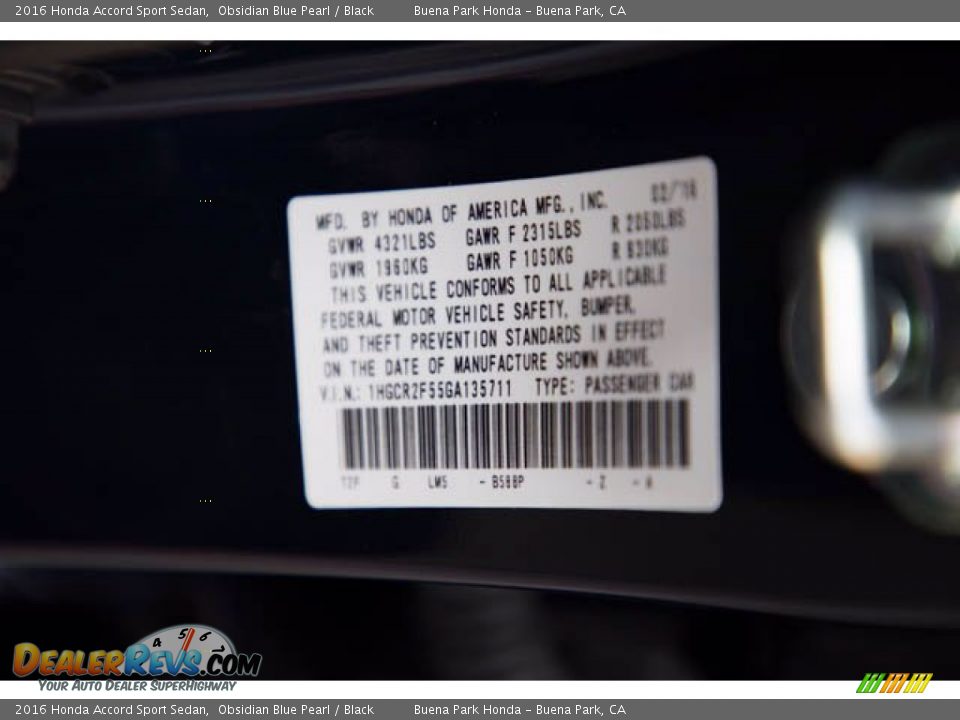 2016 Honda Accord Sport Sedan, Obsidian Blue Pearl / Black Buena Park Honda - Buena Park, CA
MFD. BY HONDA OF AMERICA MFG., INC. 02/16
GVWR 4321LBS GAWR F 2315LBS R 2050LBS
GVWR 1960KG GAWR F 1050KG R 930KG
THIS VEHICLE CONFORMS TO ALL APPLICABLE
FEDERAL MOTOR VEHICLE SAFETY, BUMPER,
AND THEFT PREVENTION STANDARDS IN EFFECT
ON THE DATE OF MANUFACTURE SHOWN ABOVE.
V.I.N.: 1HGCR2F55GA135711 TYPE: PASSENGER CAR
G LW5 - B588P - Z
4 5 6
DEALERREVS.COM
YOUR AUTO DEALER SUPERHIGHWAY
2016 Honda Accord Sport Sedan, Obsidian Blue Pearl / Black Buena Park Honda - Buena Park, CA